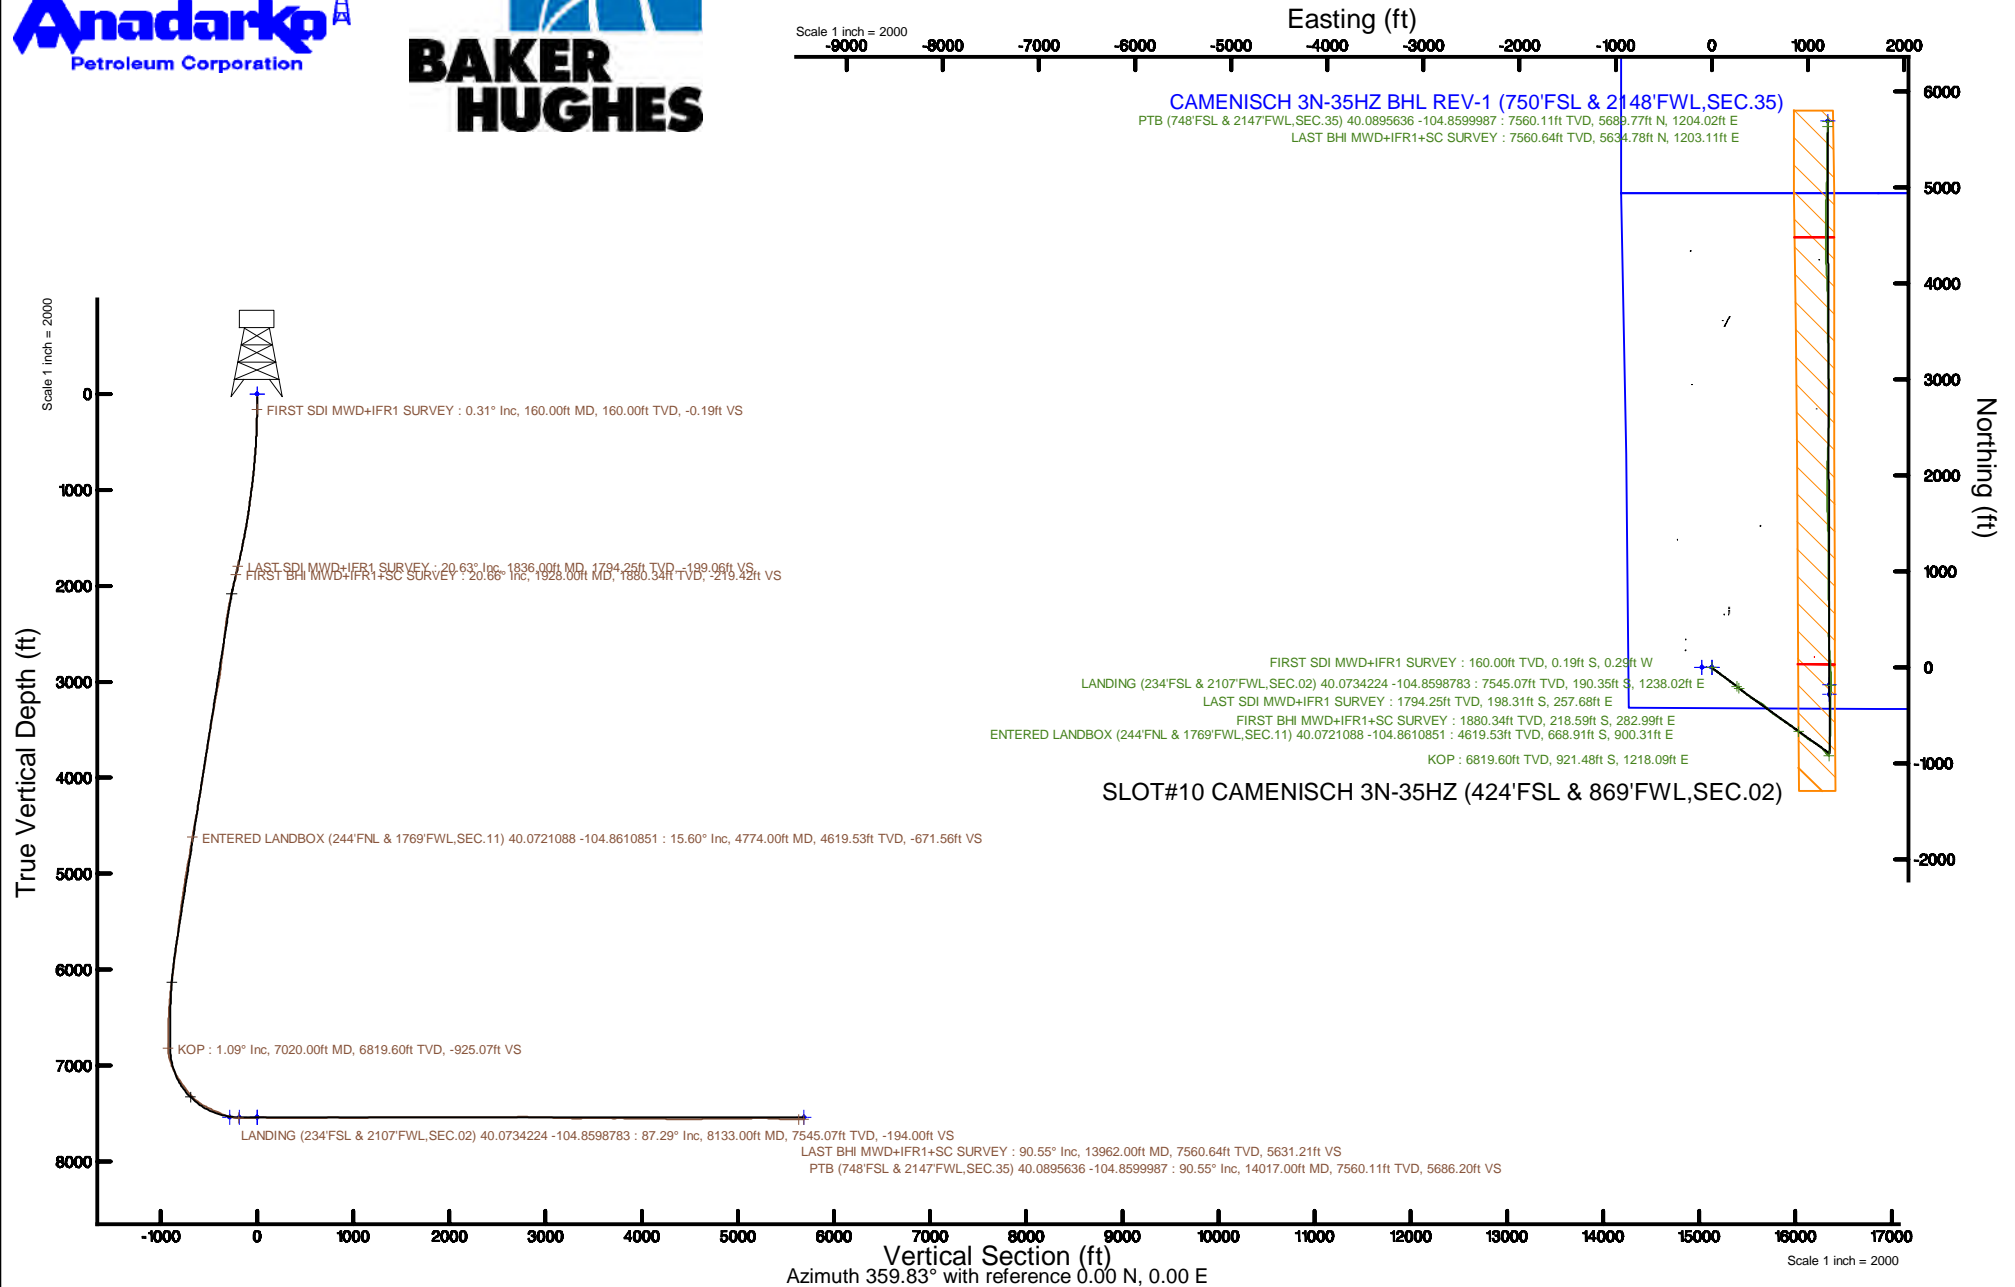 Anadarko
Petroleum Corporation
BAKER
HUGHES
Easting (ft)
Scale 1 inch = 2000
-9000 -8000 -7000 -6000 -5000 -4000 -3000 -2000 -1000 0 1000 2000
CAMENISCH 3N-35HZ BHL REV-1 (750'FSL & 2148'FWL,SEC.35)
PTB (748'FSL & 2147'FWL,SEC.35) 40.0895636 -104.8599987 : 7560.11ft TVD, 5689.77ft N, 1204.02ft E
LAST BHI MWD+IFR1+SC SURVEY : 7560.64ft TVD, 5634.78ft N, 1203.11ft E
6000
5000
4000
3000
2000
1000
0
-1000
-2000
Northing (ft)
FIRST SDI MWD+IFR1 SURVEY : 160.00ft TVD, 0.19ft S, 0.29ft W
LANDING (234'FSL & 2107'FWL,SEC.02) 40.0734224 -104.8598783 : 7545.07ft TVD, 190.35ft S, 1238.02ft E
LAST SDI MWD+IFR1 SURVEY : 1794.25ft TVD, 198.31ft S, 257.68ft E
FIRST BHI MWD+IFR1+SC SURVEY : 1880.34ft TVD, 218.59ft S, 282.99ft E
ENTERED LANDBOX (244'FNL & 1769'FWL,SEC.11) 40.0721088 -104.8610851 : 4619.53ft TVD, 668.91ft S, 900.31ft E
KOP : 6819.60ft TVD, 921.48ft S, 1218.09ft E
SLOT#10 CAMENISCH 3N-35HZ (424'FSL & 869'FWL,SEC.02)
Scale 1 inch = 2000
True Vertical Depth (ft)
0
1000
2000
3000
4000
5000
6000
7000
8000
FIRST SDI MWD+IFR1 SURVEY : 0.31° Inc, 160.00ft MD, 160.00ft TVD, -0.19ft VS
LAST SDI MWD+IFR1 SURVEY : 20.63° Inc, 1836.00ft MD, 1794.25ft TVD, -199.06ft VS
FIRST BHI MWD+IFR1+SC SURVEY : 20.66° Inc, 1928.00ft MD, 1880.34ft TVD, -219.42ft VS
ENTERED LANDBOX (244'FNL & 1769'FWL,SEC.11) 40.0721088 -104.8610851 : 15.60° Inc, 4774.00ft MD, 4619.53ft TVD, -671.56ft VS
KOP : 1.09° Inc, 7020.00ft MD, 6819.60ft TVD, -925.07ft VS
LANDING (234'FSL & 2107'FWL,SEC.02) 40.0734224 -104.8598783 : 87.29° Inc, 8133.00ft MD, 7545.07ft TVD, -194.00ft VS
LAST BHI MWD+IFR1+SC SURVEY : 90.55° Inc, 13962.00ft MD, 7560.64ft TVD, 5631.21ft VS
PTB (748'FSL & 2147'FWL,SEC.35) 40.0895636 -104.8599987 : 90.55° Inc, 14017.00ft MD, 7560.11ft TVD, 5686.20ft VS
-1000 0 1000 2000 3000 4000 5000 6000 7000 8000 9000 10000 11000 12000 13000 14000 15000 16000 17000
Vertical Section (ft)
Scale 1 inch = 2000
Azimuth 359.83° with reference 0.00 N, 0.00 E